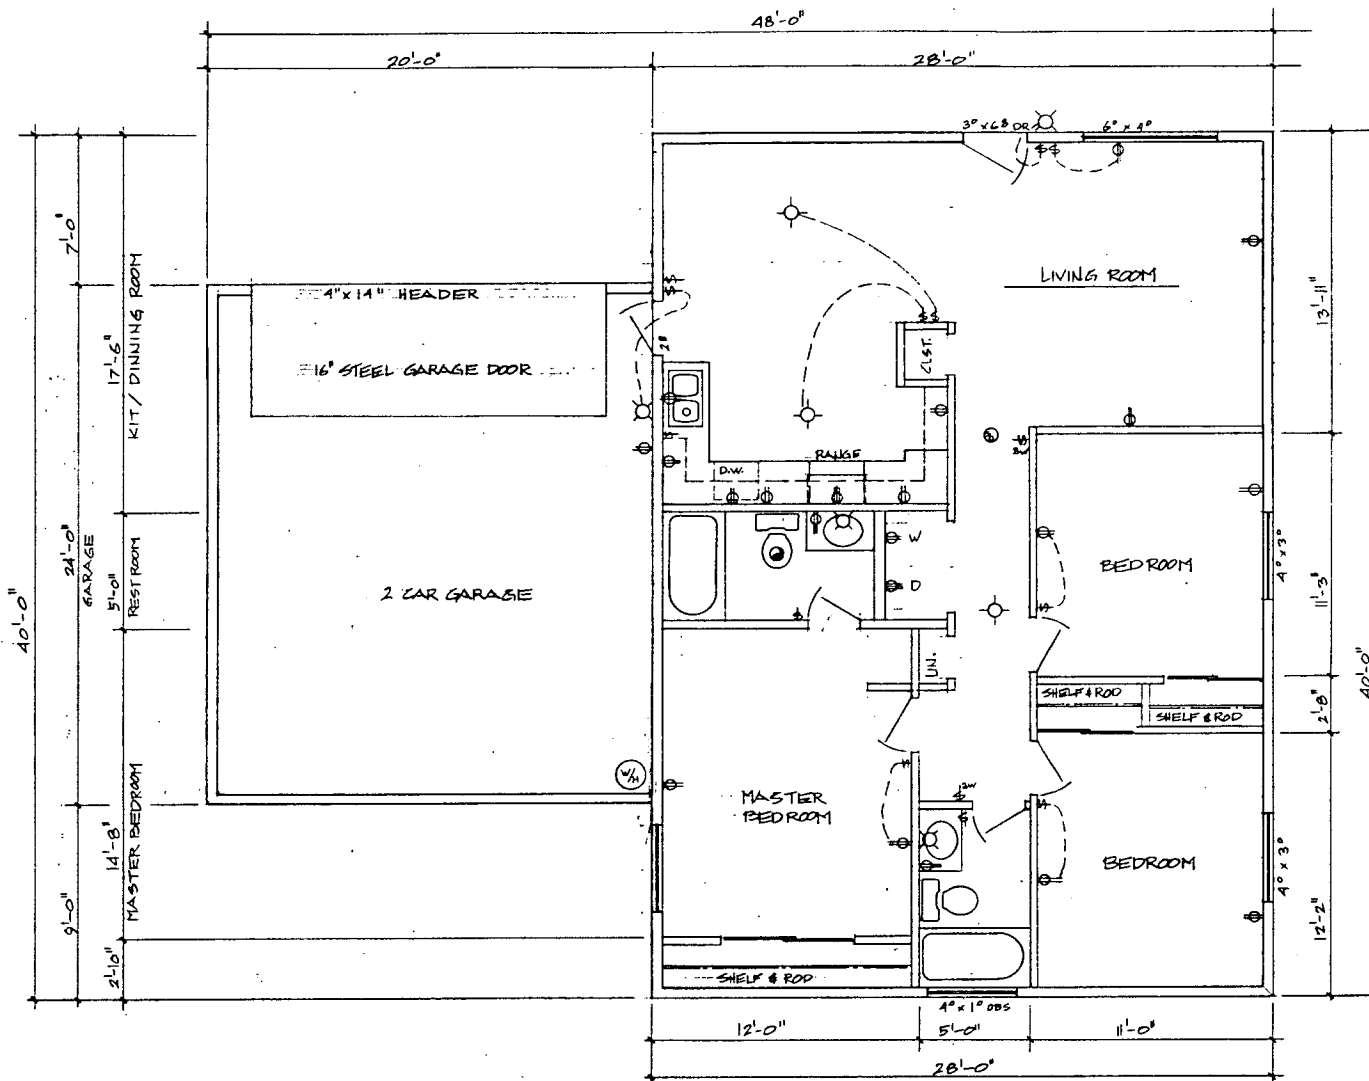 48'-0"
20'-0"
28'-0"
3⁰ x 6⁸ DR
6⁰ x 4⁰
$$
7'-0"
KIT / DINNING ROOM
17'-6"
24'-0"
GARAGE
5'-0"
RESTROOM
40'-0"
14'-8"
MASTER BEDROOM
9'-0"
2'-10"
4"x14" HEADER
16' STEEL GARAGE DOOR
2 CAR GARAGE
W/H
LIVING ROOM
$$
CLST.
RANGE
D.W.
W
D
LIN.
BEDROOM
SHELF & ROD
SHELF & ROD
MASTER
BEDROOM
BEDROOM
SHELF & ROD
13'-11"
4⁰ x 3⁰
11'-3"
40'-0"
2'-8"
4⁰ x 3⁰
12'-2"
4⁰ x 1⁰ OBS
12'-0"
5'-0"
11'-0"
28'-0"